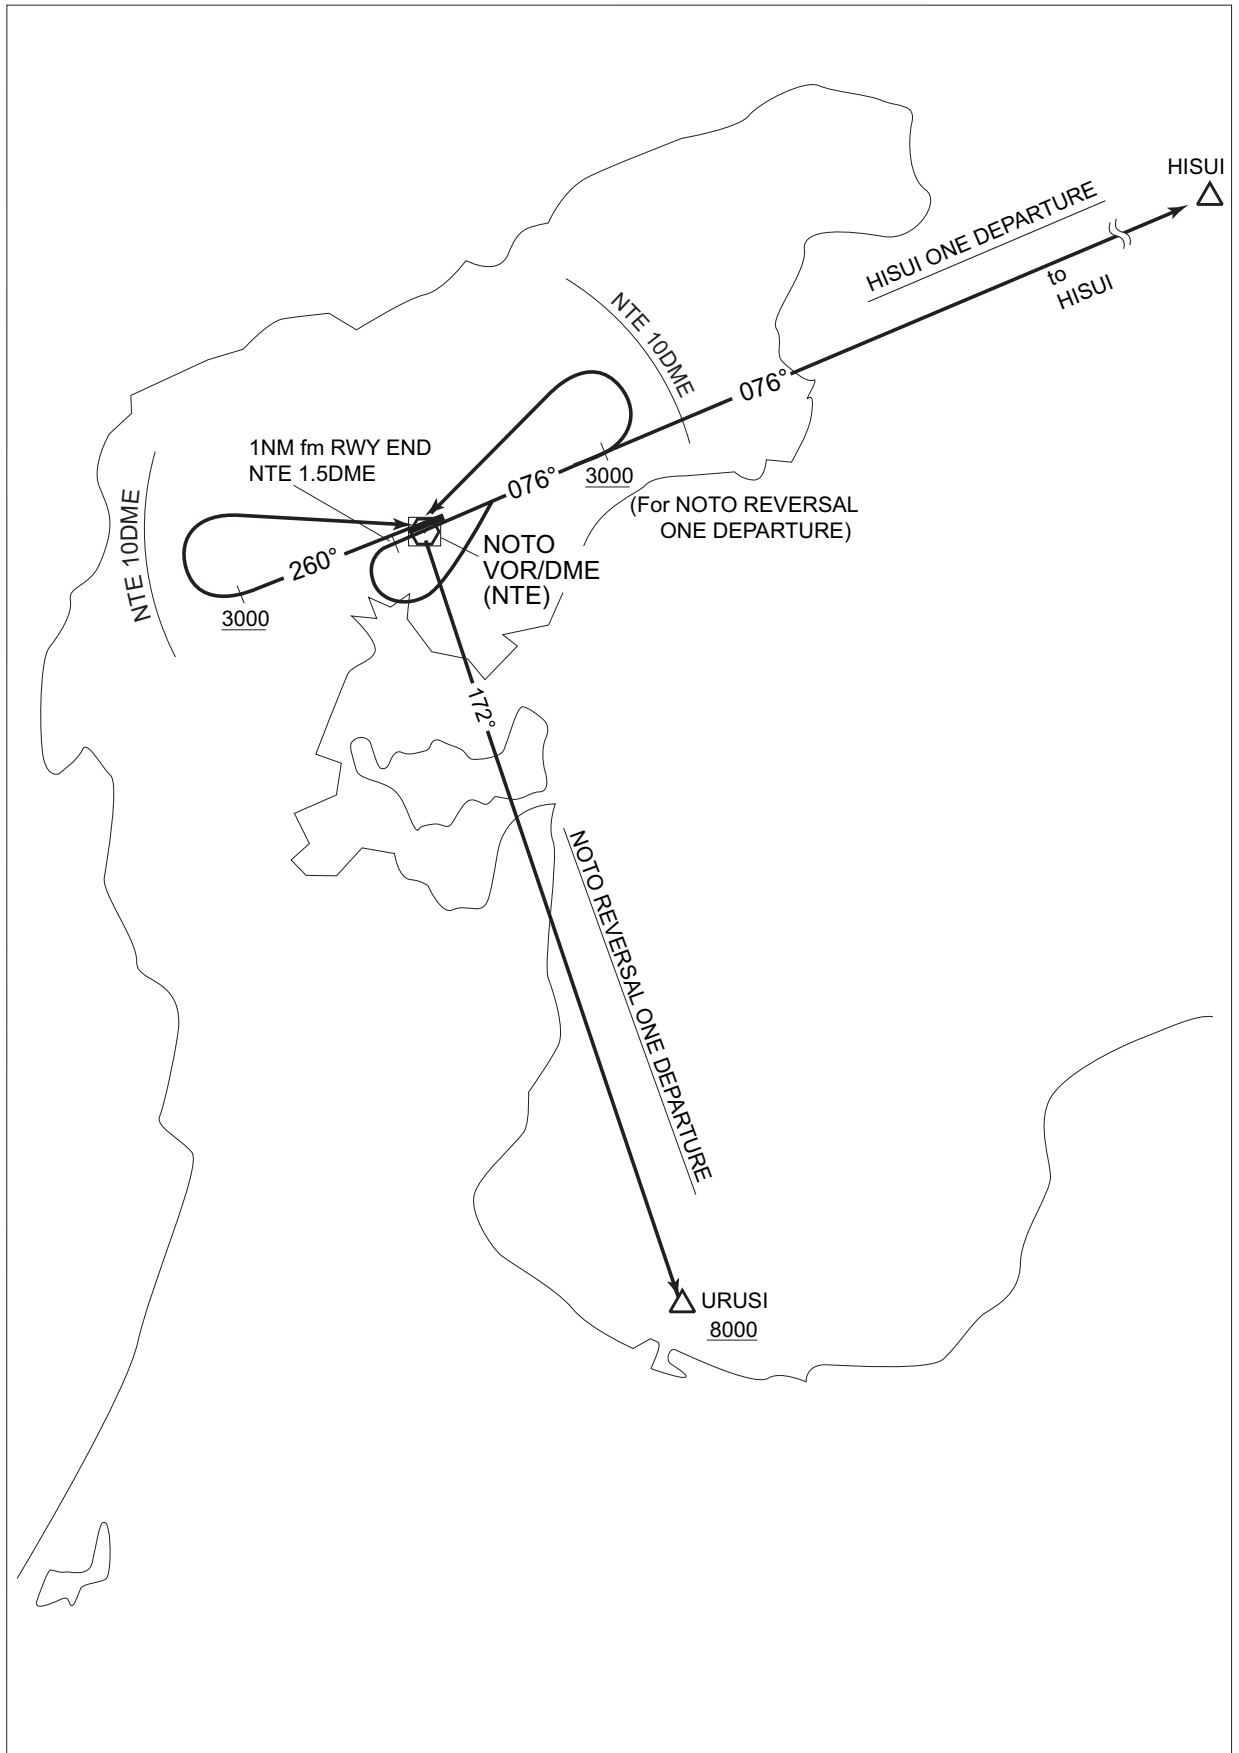 HISUI
HISUI ONE DEPARTURE
to
HISUI
NTE 10DME
076°
1NM fm RWY END
NTE 1.5DME
076°
3000
(For NOTO REVERSAL
ONE DEPARTURE)
NTE 10DME
260°
3000
NOTO
VOR/DME
(NTE)
172°
NOTO REVERSAL ONE DEPARTURE
URUSI
8000